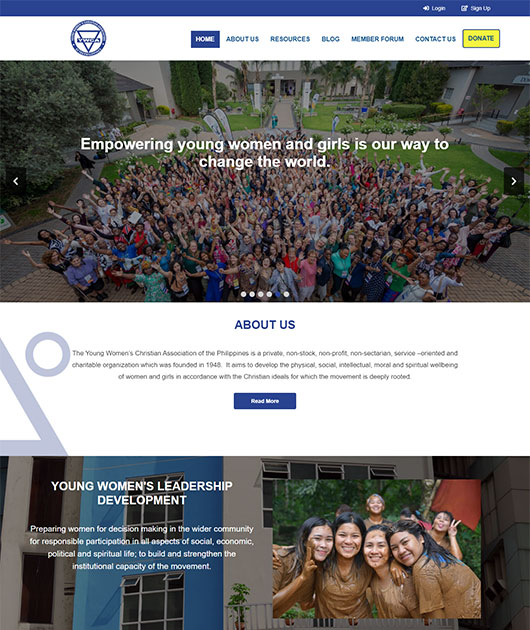 Login Sign Up
YWCA
HOME ABOUT US RESOURCES BLOG MEMBER FORUM CONTACT US DONATE
Empowering young women and girls is our way to
change the world.
ABOUT US
The Young Women's Christian Association of the Philippines is a private, non-stock, non-profit, non-sectarian, service –oriented and
charitable organization which was founded in 1948. It aims to develop the physical, social, intellectual, moral and spiritual wellbeing
of women and girls in accordance with the Christian ideals for which the movement is deeply rooted.
Read More
YOUNG WOMEN'S LEADERSHIP
DEVELOPMENT
Preparing women for decision making in the wider community
for responsible participation in all aspects of social, economic,
political and spiritual life; to build and strengthen the
institutional capacity of the movement.